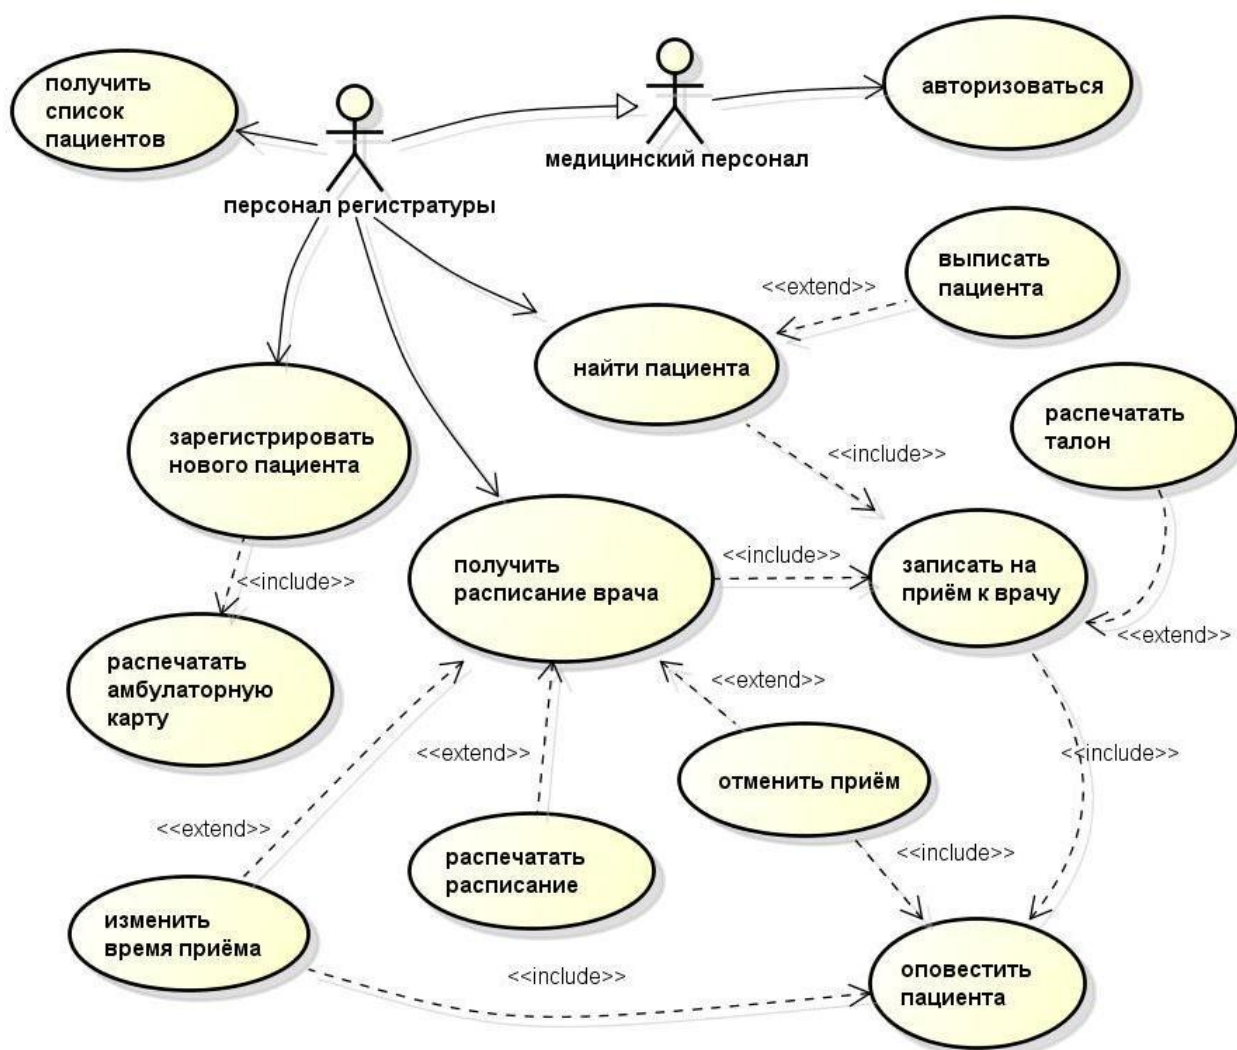 получить
список
пациентов
авторизоваться
медицинский персонал
персонал регистратуры
выписать
пациента
<<extend>>
найти пациента
распечатать
талон
зарегистрировать
нового пациента
<<include>>
<<include>>
получить
расписание врача
<<include>>
записать на
приём к врачу
<<extend>>
распечатать
амбулаторную
карту
<<extend>>
<<extend>>
<<include>>
отменить приём
<<extend>>
распечатать
расписание
<<include>>
изменить
время приёма
<<include>>
оповестить
пациента